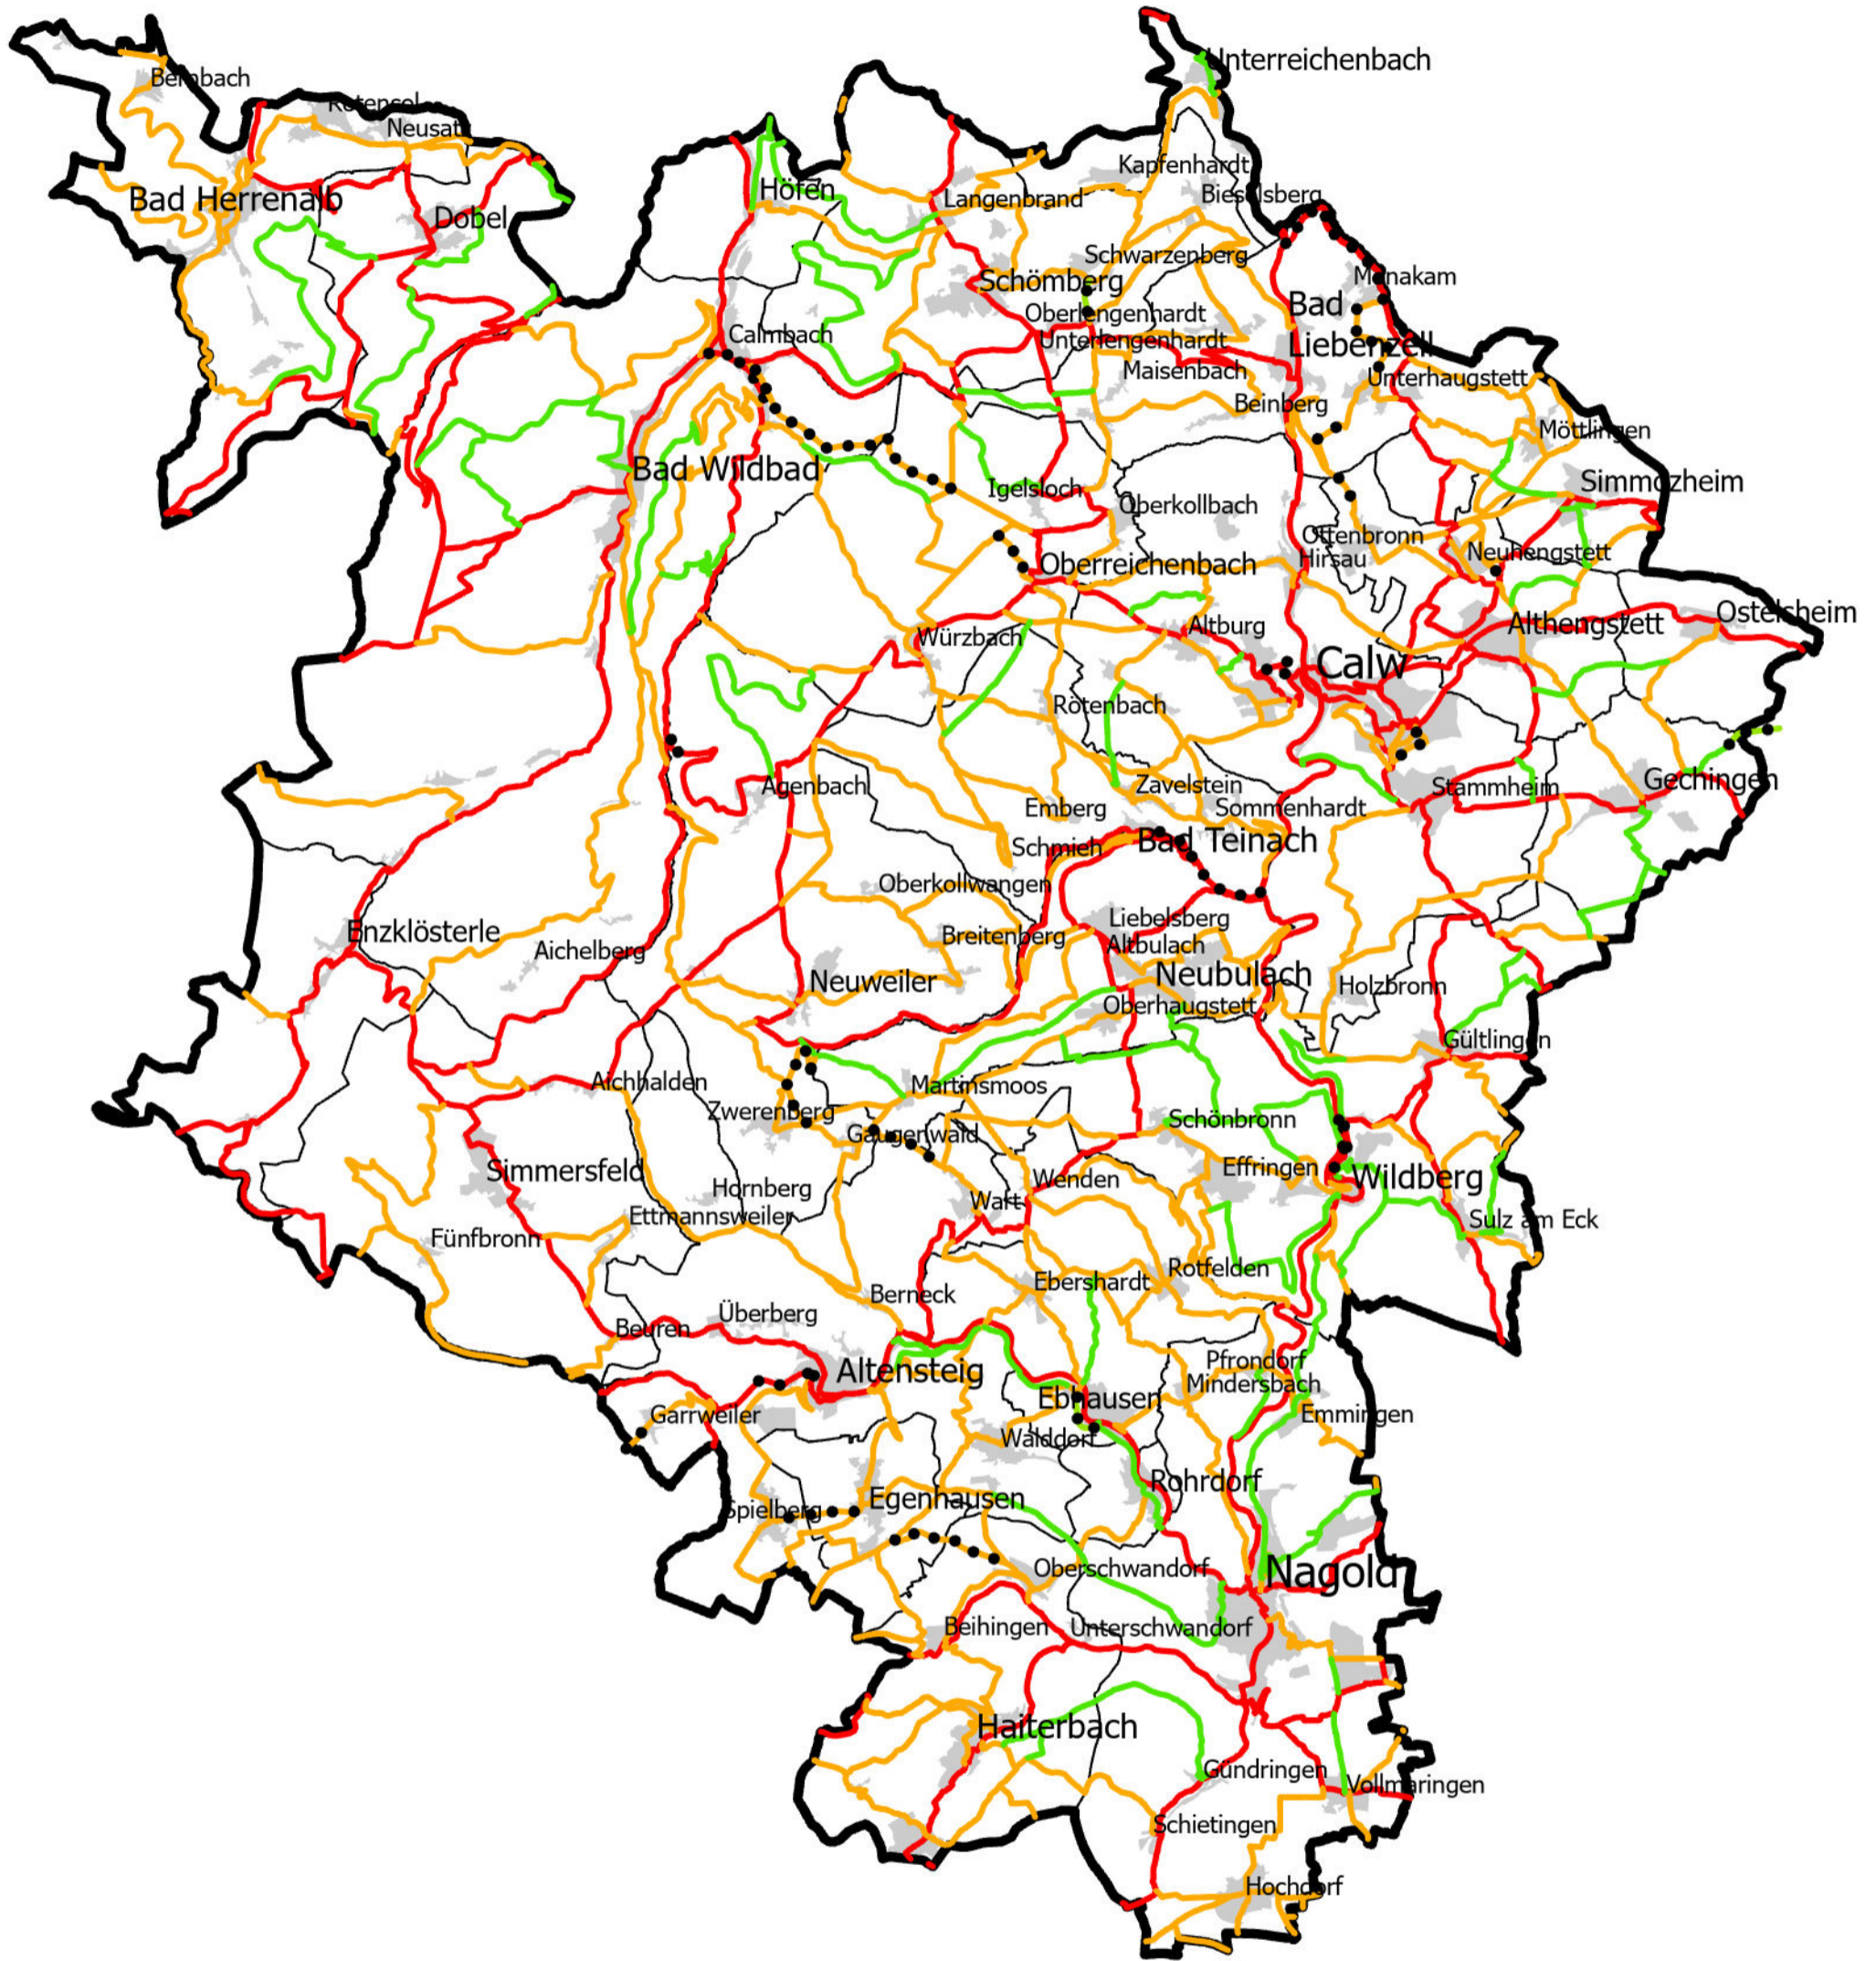 Unterreichenbach
Bernbach
Rotensol
Neusatz
Kapfenhardt
Bad Herrenalb
Höfen
Langenbrand
Bieselsberg
Dobel
Schwarzenberg
Monakam
Schömberg
Bad
Liebenzell
Oberlengenhardt
Calmbach
Unterlengenhardt
Maisenbach
Unterhaugstett
Beinberg
Möttlingen
Bad Wildbad
Simmozheim
Igelsloch
Oberkollbach
Ottenbronn
Neuhengstett
Hirsau
Oberreichenbach
Ostelsheim
Altburg
Althengstett
Würzbach
Calw
Rötenbach
Agenbach
Zavelstein
Stammheim
Gechingen
Emberg
Sommenhardt
Schmieh
Bad Teinach
Oberkollwangen
Liebelsberg
Enzklösterle
Breitenberg
Altbulach
Aichelberg
Neuweiler
Neubulach
Holzbronn
Oberhaugstett
Gültlingen
Aichhalden
Martinsmoos
Zwerenberg
Schönbronn
Gaugenwald
Simmersfeld
Effringen
Wildberg
Hornberg
Wenden
Wart
Ettmannsweiler
Sulz am Eck
Fünfbronn
Rotfelden
Ebershardt
Berneck
Überberg
Beuren
Pfrondorf
Altensteig
Mindersbach
Ebhausen
Garrweiler
Emmingen
Walddorf
Rohrdorf
Egenhausen
Spielberg
Oberschwandorf
Nagold
Beihingen
Unterschwandorf
Haiterbach
Gündringen
Vollmaringen
Schietingen
Hochdorf